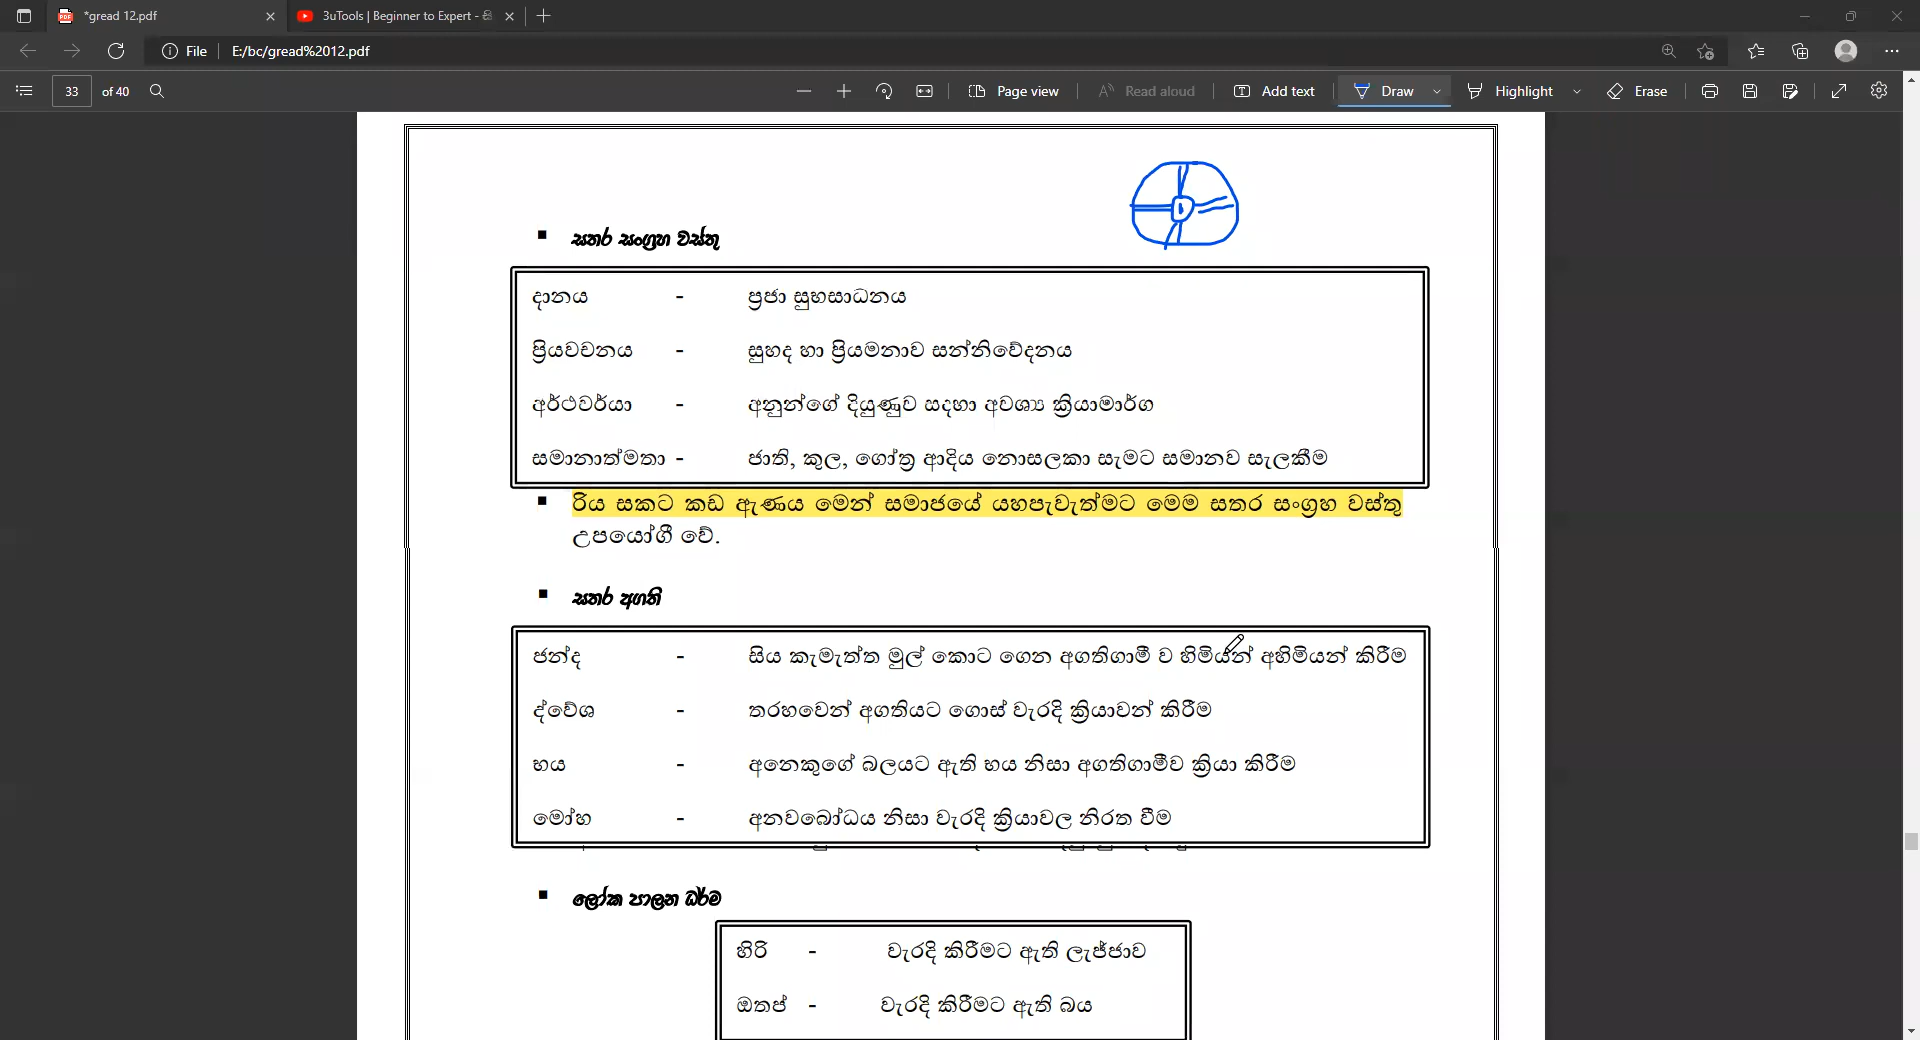 *gread 12.pdf
3uTools | Beginner to Expert - සි
File
E:/bc/gread%2012.pdf
33 of 40
Page view
Read aloud
Add text
Draw
Highlight
Erase
සතර සංග්‍රහ වස්තු
දානය - ප්‍රජා සුභසාධනය
ප්‍රියවචනය - සුහද හා ප්‍රියමනාව සන්නිවේදනය
අර්ථචර්යා - අනුන්ගේ දියුණුව සදහා අවශ්‍ය ක්‍රියාමාර්ග
සමානාත්මතා - ජාති, කුල, ගෝත්‍ර ආදිය නොසලකා සැමට සමානව සැලකීම
රිය සකට කඩ ඇණය මෙන් සමාජයේ යහපැවැත්මට මෙම සතර සංග්‍රහ වස්තු
උපයෝගී වේ.
සතර අගති
ජන්ද - සිය කැමැත්ත මුල් කොට ගෙන අගතිගාමී ව හිමියන් අහිමියන් කිරීම
ද්වේශ - තරහවෙන් අගතියට ගොස් වැරදි ක්‍රියාවන් කිරීම
භය - අනෙකුගේ බලයට ඇති භය නිසා අගතිගාමීව ක්‍රියා කිරීම
මෝහ - අනවබෝධය නිසා වැරදි ක්‍රියාවල නිරත වීම
ලෝක පාලන ධර්ම
හිරි - වැරදි කිරීමට ඇති ලැජ්ජාව
ඔතප් - වැරදි කිරීමට ඇති බය